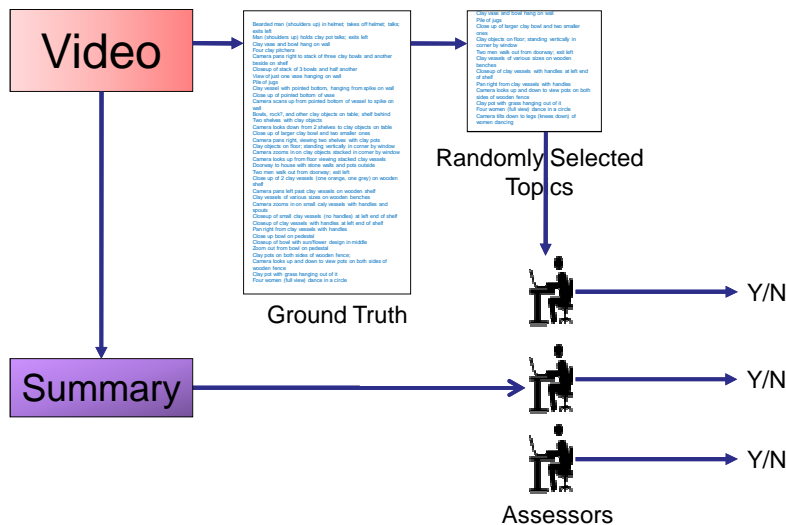 Video
Bearded man (shoulders up) in helmet; takes off helmet; talks;
exits left
Man (shoulders up) holds clay pot talks; exits left
Clay vase and bowl hang on wall
Four clay pitchers
Camera pans right to stack of three clay bowls and another
beside on shelf
Closeup of stack of 3 bowls and half another
View of just one vase hanging on wall
Pile of jugs
Clay vessel with pointed bottom, hanging from spike on wall
Close up of pointed bottom of vase
Camera scans up from pointed bottom of vessel to spike on
wall
Bowls, rock?, and other clay objects on table; shelf behind
Two shelves with clay objects
Camera looks down from 2 shelves to clay objects on table
Close up of larger clay bowl and two smaller ones
Camera pans right, viewing two shelves with clay pots
Clay objects on floor; standing vertically in corner by window
Camera zooms in on clay objects stacked in corner by window
Camera looks up from floor viewing stacked clay vessels
Doorway to house with stone walls and pots outside
Two men walk out from doorway; exit left
Close up of 2 clay vessels (one orange, one grey) on wooden
shelf
Camera pans left past clay vessels on wooden shelf
Clay vessels of various sizes on wooden benches
Camera zooms in on small caly vessels with handles and
spouts
Closeup of small clay vessels (no handles) at left end of shelf
Closeup of clay vessels with handles at left end of shelf
Pan right from clay vessels with handles
Close up bowl on pedestal
Closeup of bowl with sun/flower design in middle
Zoom out from bowl on pedestal
Clay pots on both sides of wooden fence;
Camera looks up and down to view pots on both sides of
wooden fence
Clay pot with grass hanging out of it
Four women (full view) dance in a circle
Ground Truth
Clay vase and bowl hang on wall
Pile of jugs
Close up of larger clay bowl and two smaller
ones
Clay objects on floor: standing vertically in
corner by window
Two men walk out from doorway; exit left
Clay vessels of various sizes on wooden
benches
Closeup of clay vessels with handles at left end
of shelf
Pan right from clay vessels with handles
Camera looks up and down to view pots on both
sides of wooden fence
Clay pot with grass hanging out of it
Four women (full view) dance in a circle
Camera tilts down to legs (knees down) of
women dancing
Randomly Selected
Topics
Y/N
Summary
Y/N
Y/N
Assessors